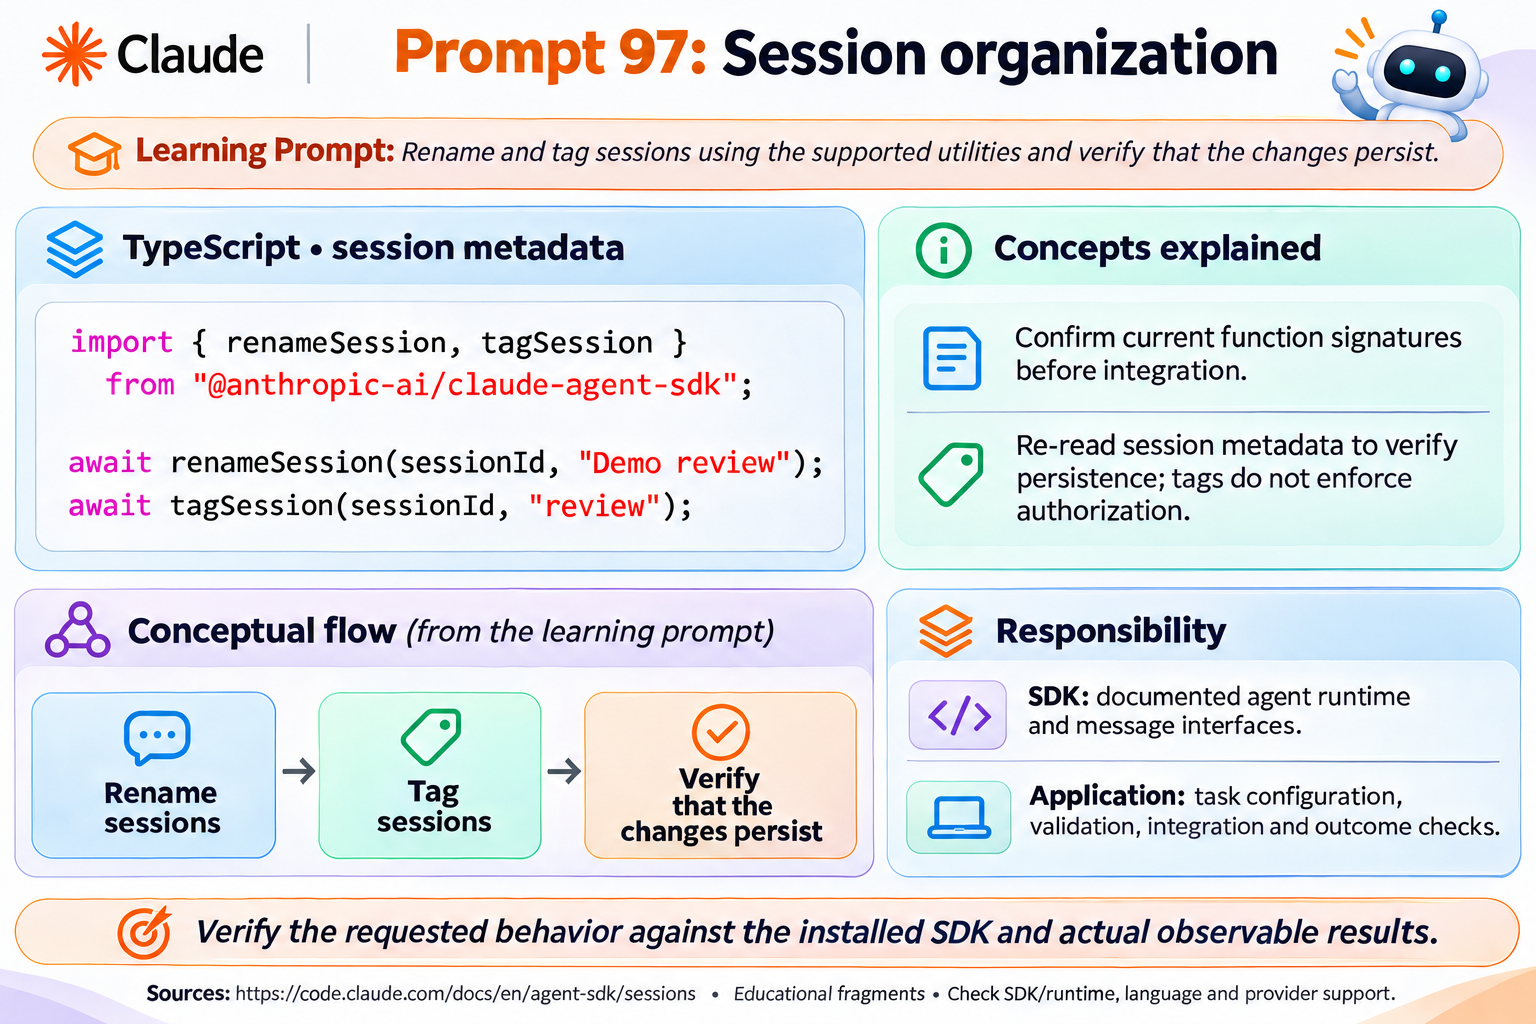 Claude
Prompt 97: Session organization
Learning Prompt: Rename and tag sessions using the supported utilities and verify that the changes persist.
TypeScript • session metadata
import { renameSession, tagSession }
from "@anthropic-ai/claude-agent-sdk";
await renameSession(sessionId, "Demo review");
await tagSession(sessionId, "review");
Concepts explained
Confirm current function signatures
before integration.
Re-read session metadata to verify
persistence; tags do not enforce
authorization.
Conceptual flow (from the learning prompt)
Rename
sessions
Tag
sessions
Verify
that the
changes persist
Responsibility
SDK: documented agent runtime
and message interfaces.
Application: task configuration,
validation, integration and outcome checks.
Verify the requested behavior against the installed SDK and actual observable results.
Sources: https://code.claude.com/docs/en/agent-sdk/sessions • Educational fragments • Check SDK/runtime, language and provider support.